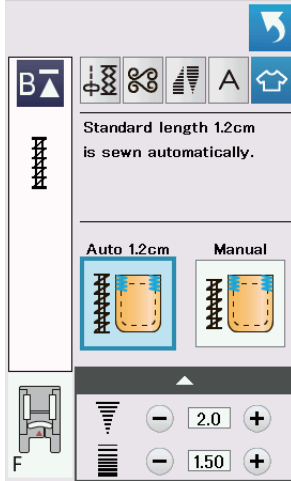 B
A
Standard length 1.2cm
is sewn automatically.
Auto 1.2cm Manual
2.0
1.50
F